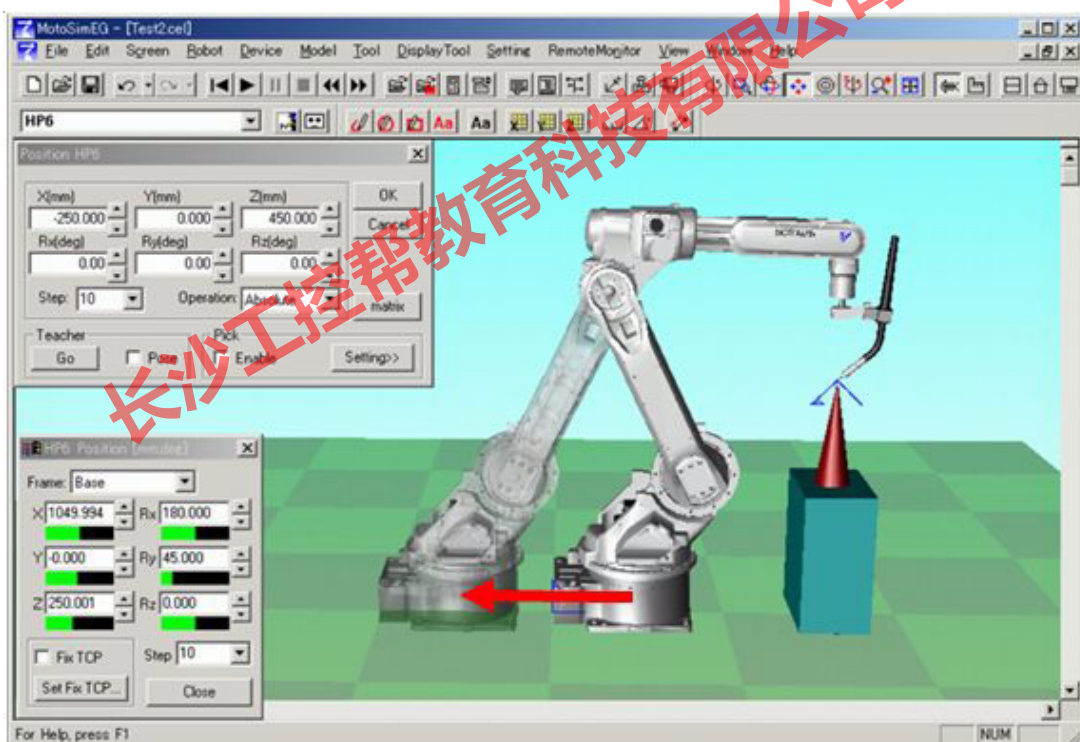 MotoSimEG - [Test2.cel]
File Edit Screen Robot Device Model Tool DisplayTool Setting RemoteMonitor View Window Help
HP6
Aa Aa
Position HP6
X(mm) Y(mm) Z(mm) OK
-250.000 0.000 450.000 Cancel
Rx(deg) Ry(deg) Rz(deg)
0.00 0.00 0.00
Step: 10 Operation: Absolute matrix
Teacher Pick
Go Pose Enable Setting>>
长沙工控帮教育科技有限公司
HP6 Position
Frame: Base
X 1049.994 Rx 180.000
Y -0.000 Ry 45.000
Z 250.001 Rz 0.000
Fix TCP Step 10
Set Fix TCP... Close
For Help, press F1 NUM